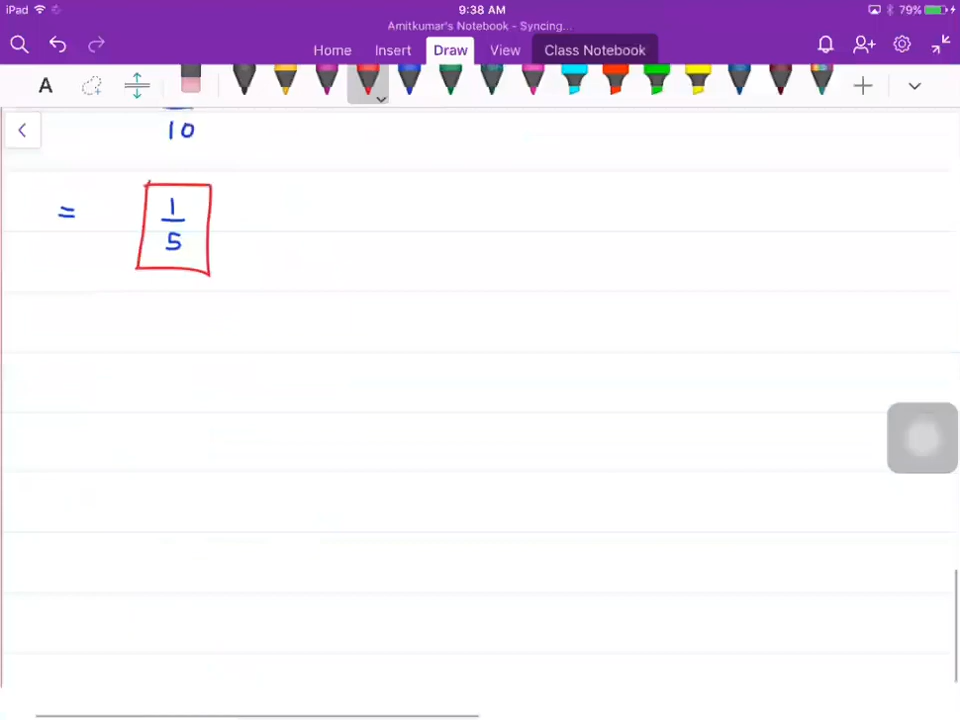 iPad 9:38 AM 79%
Amitkumar's Notebook - Syncing...
Home Insert Draw View Class Notebook
A
10
= 1
5